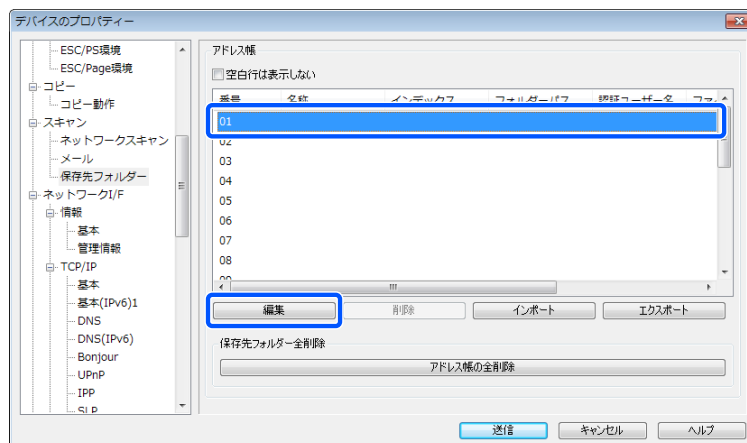 デバイスのプロパティー
ESC/PS環境
ESC/Page環境
コピー
コピー動作
スキャン
ネットワークスキャン
メール
保存先フォルダー
ネットワークI/F
情報
基本
管理情報
TCP/IP
基本
基本(IPv6)1
DNS
DNS(IPv6)
Bonjour
UPnP
IPP
SLP
アドレス帳
空白行は表示しない
番号 名称 インデックス フォルダーパス 認証ユーザー名 ファ
01
02
03
04
05
06
07
08
09
編集 削除 インポート エクスポート
保存先フォルダー全削除
アドレス帳の全削除
送信 キャンセル ヘルプ